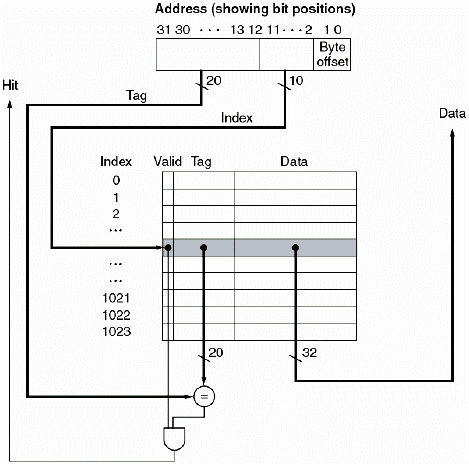 Address (showing bit positions)
31 30 ··· 13 12 11···2 1 0
Byte
offset
20 10
Hit
Tag
Data
Index
Index Valid Tag Data
0
1
2
···
···
···
1021
1022
1023
20 32
=